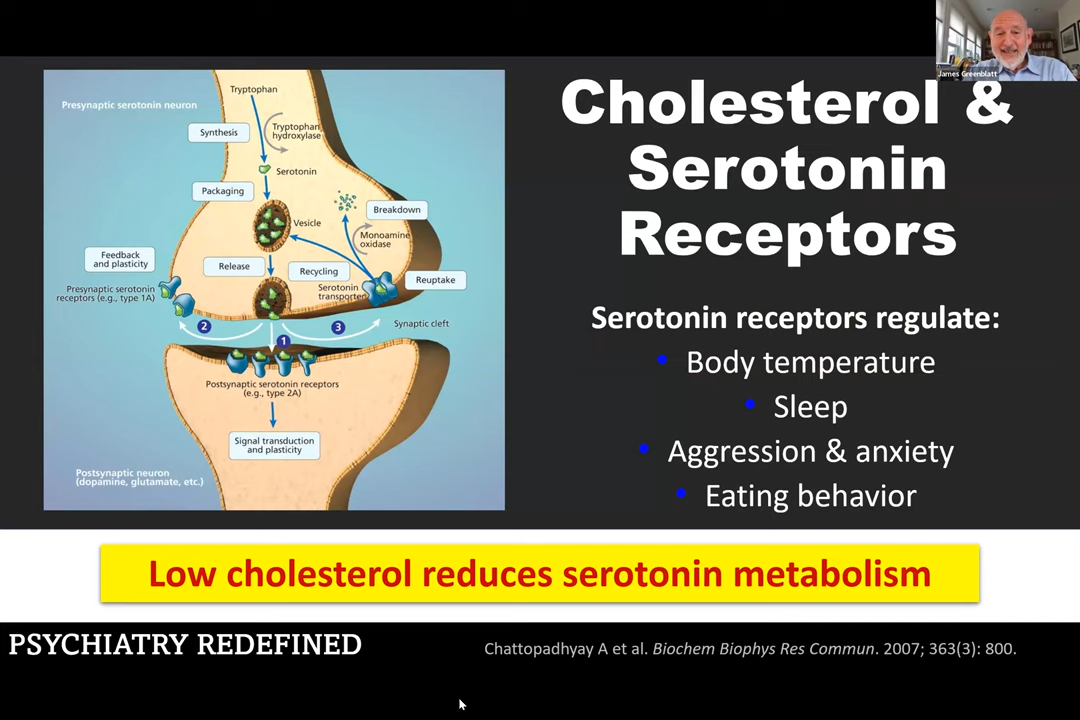 James Greenblatt
Cholesterol &
Serotonin
Receptors
Serotonin receptors regulate:
• Body temperature
• Sleep
• Aggression & anxiety
• Eating behavior
Presynaptic serotonin neuron
Tryptophan
Synthesis
Tryptophan
hydroxylase
Serotonin
Packaging
Vesicle
Breakdown
Monoamine
oxidase
Feedback
and plasticity
Release
Recycling
Reuptake
Presynaptic serotonin
receptors (e.g., type 1A)
Serotonin
transporter
2
1
3
Synaptic cleft
Postsynaptic serotonin receptors
(e.g., type 2A)
Signal transduction
and plasticity
Postsynaptic neuron
(dopamine, glutamate, etc.)
Low cholesterol reduces serotonin metabolism
PSYCHIATRY REDEFINED
Chattopadhyay A et al. Biochem Biophys Res Commun. 2007; 363(3): 800.